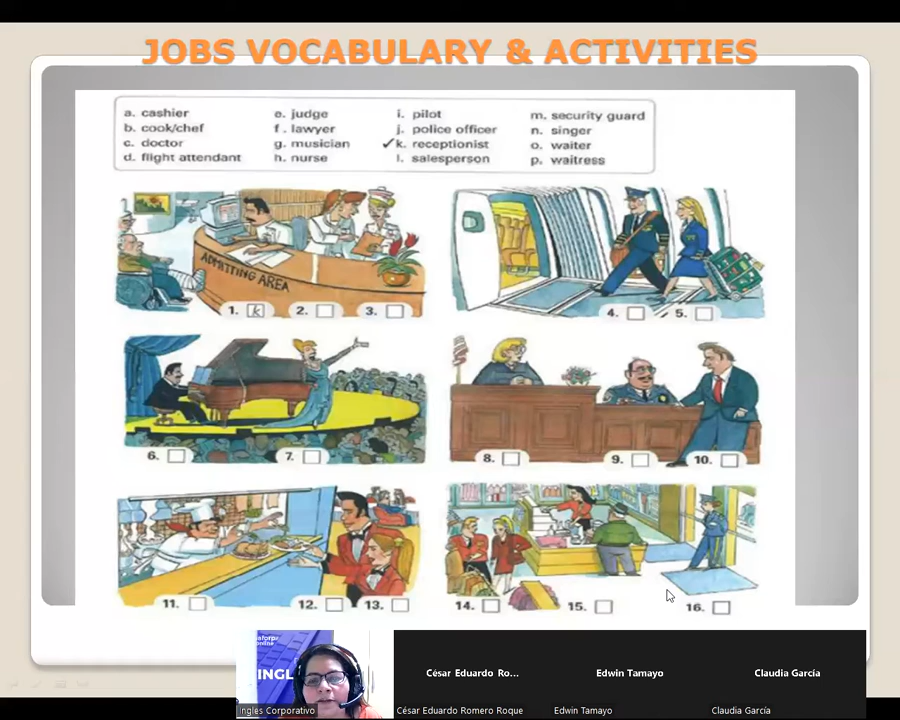 JOBS VOCABULARY & ACTIVITIES
a. cashier
b. cook/chef
c. doctor
d. flight attendant
e. judge
f. lawyer
g. musician
h. nurse
i. pilot
j. police officer
✓k. receptionist
l. salesperson
m. security guard
n. singer
o. waiter
p. waitress
ADMITTING AREA
1. k 2. 3.
4. 5.
6. 7.
8. 9. 10.
11. 12. 13.
14. 15. 16.
INGL
Ingles Corporativo
César Eduardo Ro...
César Eduardo Romero Roque
Edwin Tamayo
Edwin Tamayo
Claudia García
Claudia García